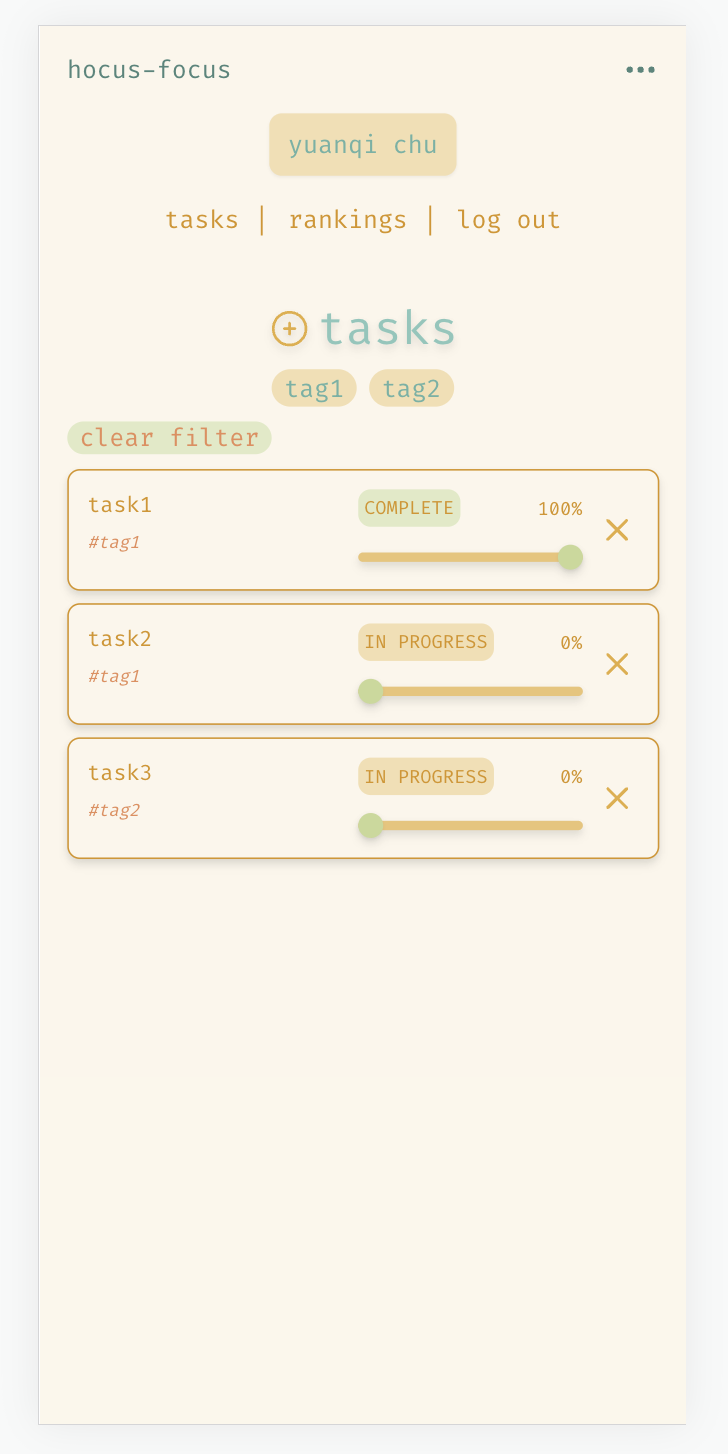 hocus-focus
yuanqi chu
tasks | rankings | log out
tasks
tag1 tag2
clear filter
task1 COMPLETE 100%
#tag1
task2 IN PROGRESS 0%
#tag1
task3 IN PROGRESS 0%
#tag2